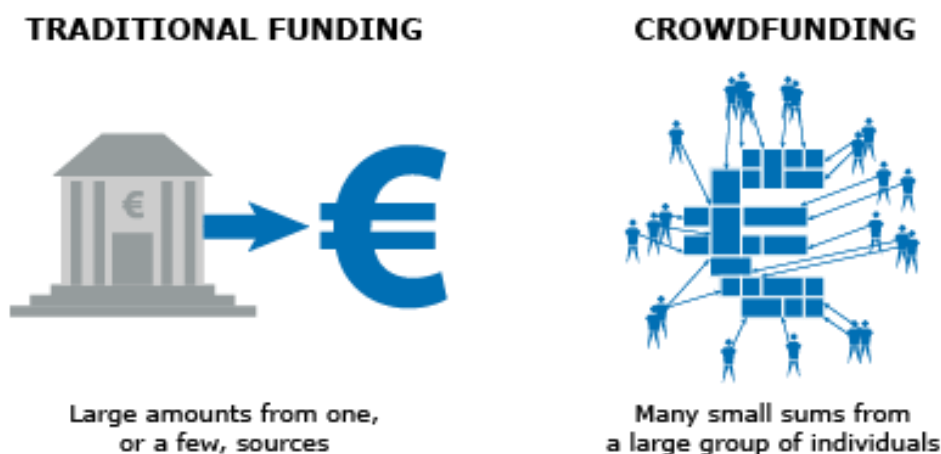 TRADITIONAL FUNDING
€
€
Large amounts from one,
or a few, sources
CROWDFUNDING
Many small sums from
a large group of individuals